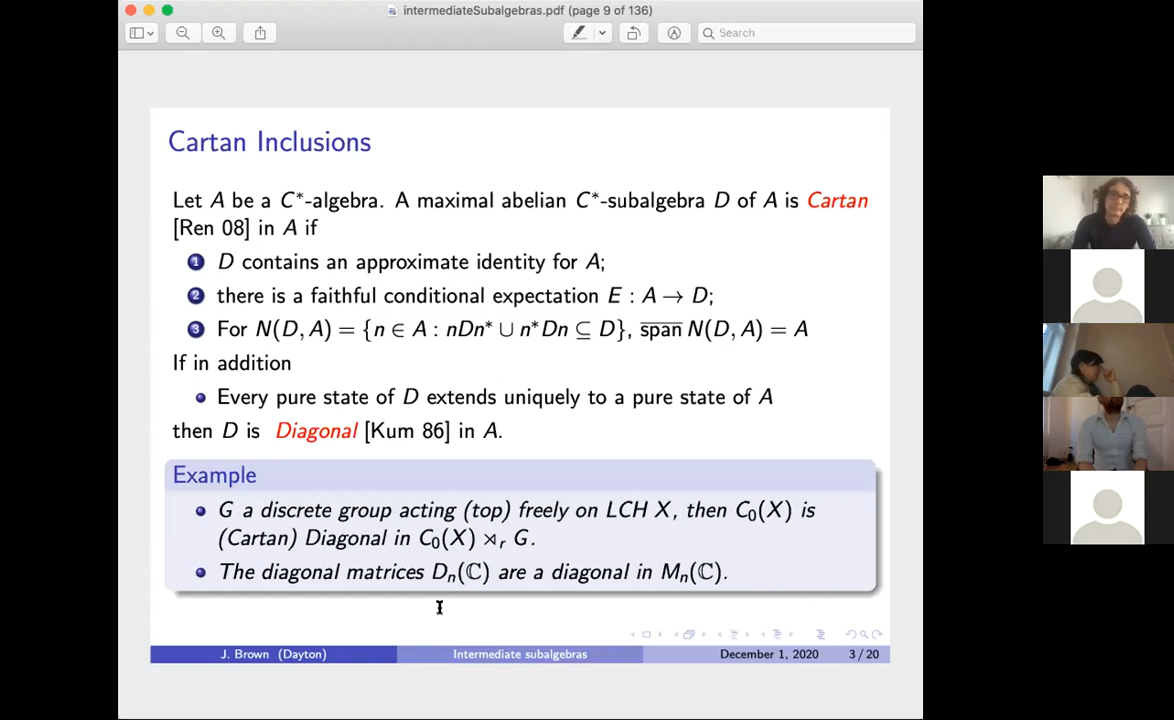 intermediateSubalgebras.pdf (page 9 of 136)
Search
Cartan Inclusions
Let A be a C*-algebra. A maximal abelian C*-subalgebra D of A is Cartan
[Ren 08] in A if
1 D contains an approximate identity for A;
2 there is a faithful conditional expectation E : A → D;
3 For N(D, A) = {n ∈ A : nDn* ∪ n*Dn ⊆ D}, s̅p̅a̅n̅ N(D, A) = A
If in addition
• Every pure state of D extends uniquely to a pure state of A
then D is Diagonal [Kum 86] in A.
Example
• G a discrete group acting (top) freely on LCH X, then C₀(X) is
(Cartan) Diagonal in C₀(X) ⋊ᵣ G.
• The diagonal matrices Dₙ(ℂ) are a diagonal in Mₙ(ℂ).
J. Brown (Dayton) Intermediate subalgebras December 1, 2020 3 / 20